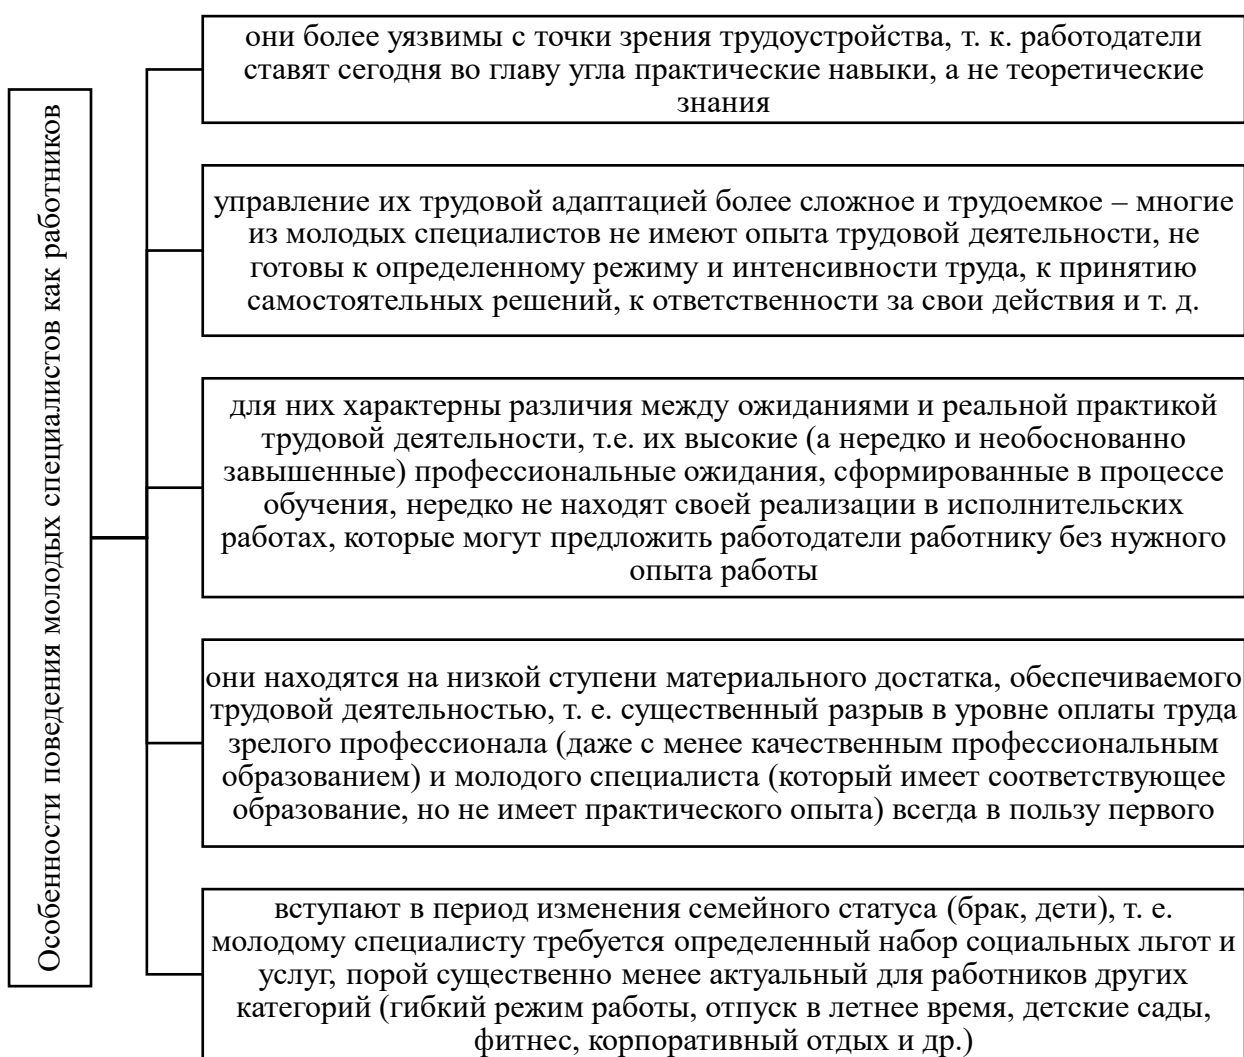 Особенности поведения молодых специалистов как работников
они более уязвимы с точки зрения трудоустройства, т. к. работодатели
ставят сегодня во главу угла практические навыки, а не теоретические
знания
управление их трудовой адаптацией более сложное и трудоемкое – многие
из молодых специалистов не имеют опыта трудовой деятельности, не
готовы к определенному режиму и интенсивности труда, к принятию
самостоятельных решений, к ответственности за свои действия и т. д.
для них характерны различия между ожиданиями и реальной практикой
трудовой деятельности, т.е. их высокие (а нередко и необоснованно
завышенные) профессиональные ожидания, сформированные в процессе
обучения, нередко не находят своей реализации в исполнительских
работах, которые могут предложить работодатели работнику без нужного
опыта работы
они находятся на низкой ступени материального достатка, обеспечиваемого
трудовой деятельностью, т. е. существенный разрыв в уровне оплаты труда
зрелого профессионала (даже с менее качественным профессиональным
образованием) и молодого специалиста (который имеет соответствующее
образование, но не имеет практического опыта) всегда в пользу первого
вступают в период изменения семейного статуса (брак, дети), т. е.
молодому специалисту требуется определенный набор социальных льгот и
услуг, порой существенно менее актуальный для работников других
категорий (гибкий режим работы, отпуск в летнее время, детские сады,
фитнес, корпоративный отдых и др.)